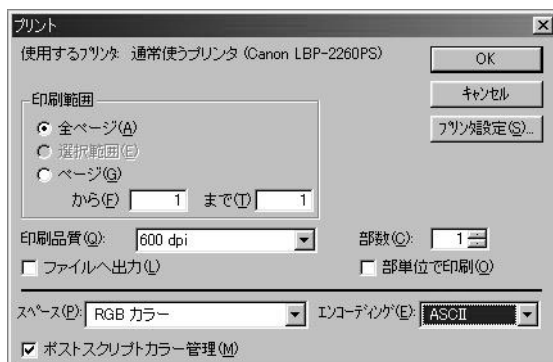 プリント
使用するプリンタ 通常使うプリンタ (Canon LBP-2260PS)
OK
キャンセル
プリンタ設定(S)...
印刷範囲
全ページ(A)
選択範囲(E)
ページ(G)
から(F) 1 まで(T) 1
印刷品質(Q): 600 dpi 部数(C): 1
ファイルへ出力(L) 部単位で印刷(O)
スペース(P): RGB カラー エンコーディング(E): ASCII
ポストスクリプトカラー管理(M)